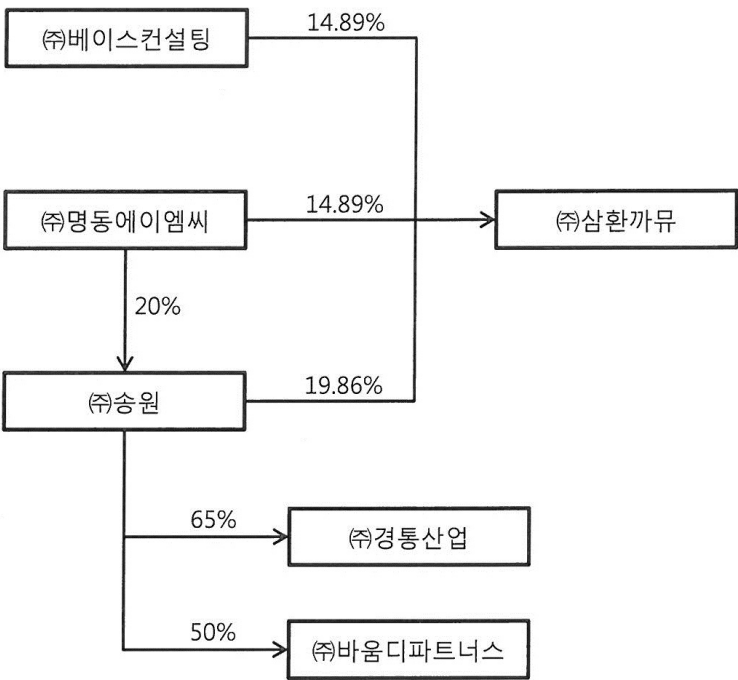 ㈜베이스컨설팅
14.89%
㈜명동에이엠씨
14.89%
㈜삼환까뮤
20%
㈜송원
19.86%
65%
㈜경통산업
50%
㈜바움디파트너스